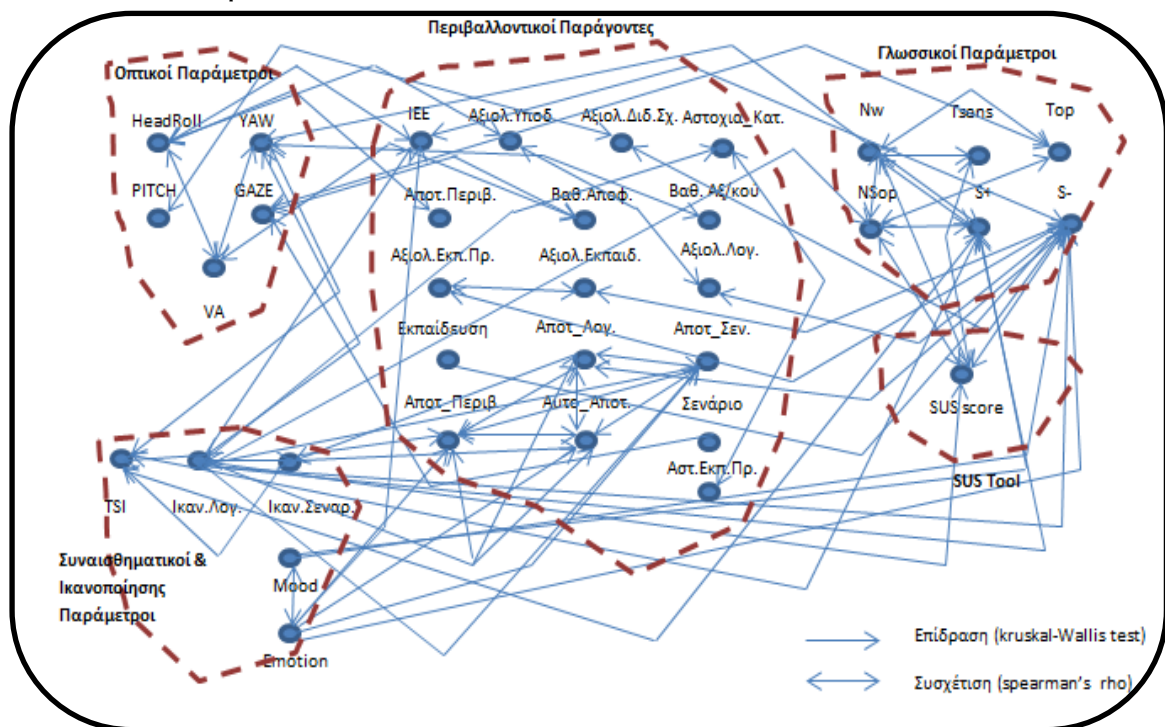 Περιβαλλοντικοί Παράγοντες
Γλωσσικοί Παράμετροι
Οπτικοί Παράμετροι
HeadRoll YAW IEE Αξιολ.Υποδ. Αξιολ.Διδ.Σχ. Αστοχια_Κατ. Nw Tsens Top
PITCH GAZE Αποτ.Περιβ. Βαθ.Αποφ. Βαθ. Αξ/κού NSop S+ S-
VA Αξιολ.Εκπ.Πρ. Αξιολ.Εκπαιδ. Αξιολ.Λογ.
Εκπαίδευση Αποτ_Λογ. Αποτ_Σεν.
Αποτ_Περιβ. Αυτο_Αποτ. Σενάριο SUS score
Αστ.Εκπ.Πρ. SUS Tool
TSI Ικαν.Λογ. Ικαν.Σεναρ.
Συναισθηματικοί &
Ικανοποίησης
Παράμετροι
Mood
Emotion
Επίδραση (kruskal-Wallis test)
Συσχέτιση (spearman's rho)